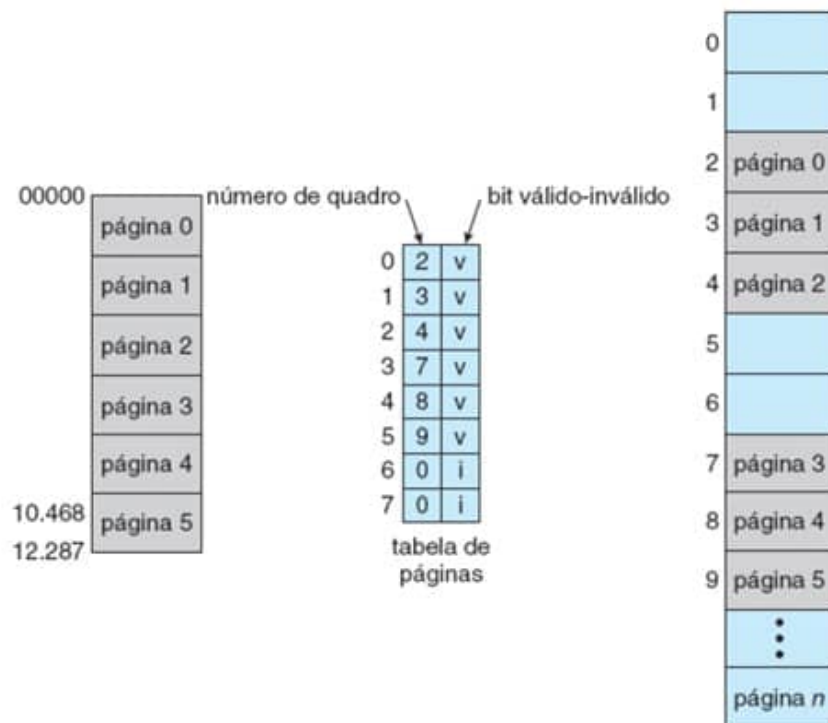 00000
página 0
página 1
página 2
página 3
página 4
10.468
página 5
12.287
número de quadro
bit válido-inválido
0 2 v
1 3 v
2 4 v
3 7 v
4 8 v
5 9 v
6 0 i
7 0 i
tabela de
páginas
0
1
2 página 0
3 página 1
4 página 2
5
6
7 página 3
8 página 4
9 página 5
página n